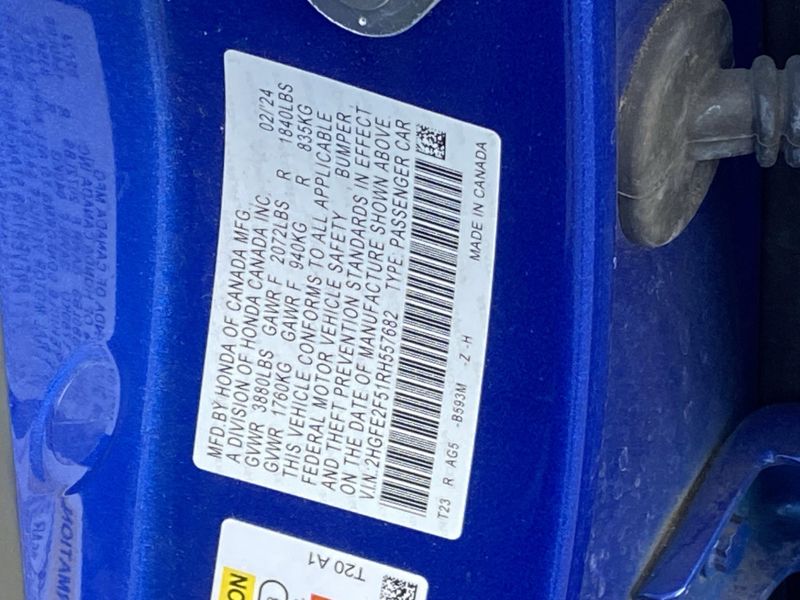 MFD.BY HONDA OF CANADA MFG. 02/'24
A DIVISION OF HONDA CANADA INC.
GVWR 3880LBS GAWR F 2072LBS R 1840LBS
GVWR 1760KG GAWR F 940KG R 835KG
THIS VEHICLE CONFORMS TO ALL APPLICABLE
FEDERAL MOTOR VEHICLE SAFETY BUMPER
AND THEFT PREVENTION STANDARDS IN EFFECT
ON THE DATE OF MANUFACTURE SHOWN ABOVE.
V.I.N.:2HGFE2F51RH557682 TYPE: PASSENGER CAR
T23 R AG5 -B593M -Z -H
MADE IN CANADA
T20 A1